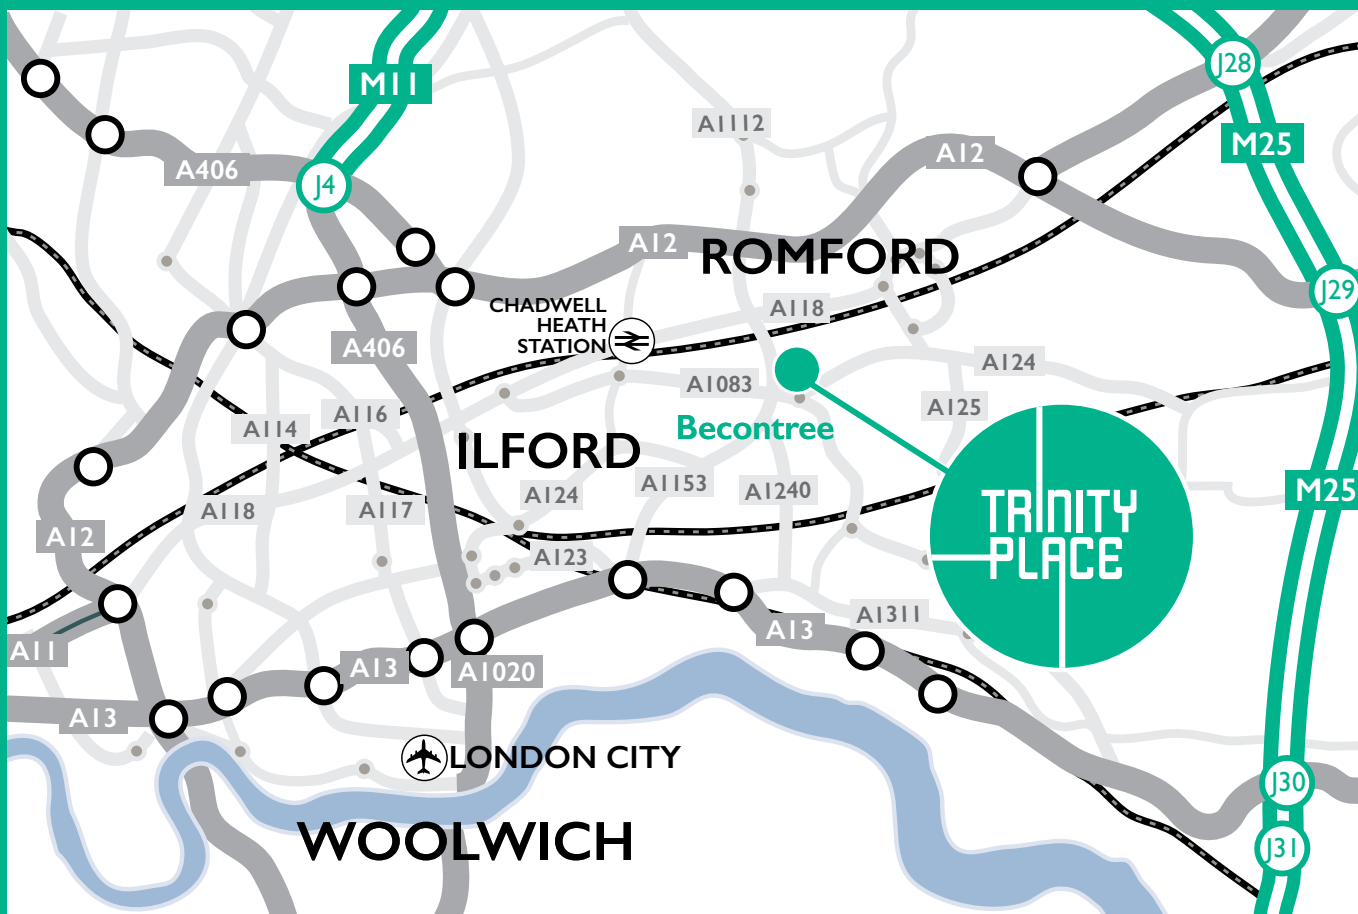 M11
J28
A1112
M25
A12
A406
J4
A12
ROMFORD
J29
CHADWELL
HEATH
STATION
A118
A406
A124
A1083
A125
A116
A114
Becontree
ILFORD
A1153
A1240
A124
M25
A118
A117
TRINITY
PLACE
A12
A123
A1311
A13
A11
A13
A1020
A13
LONDON CITY
J30
WOOLWICH
J31